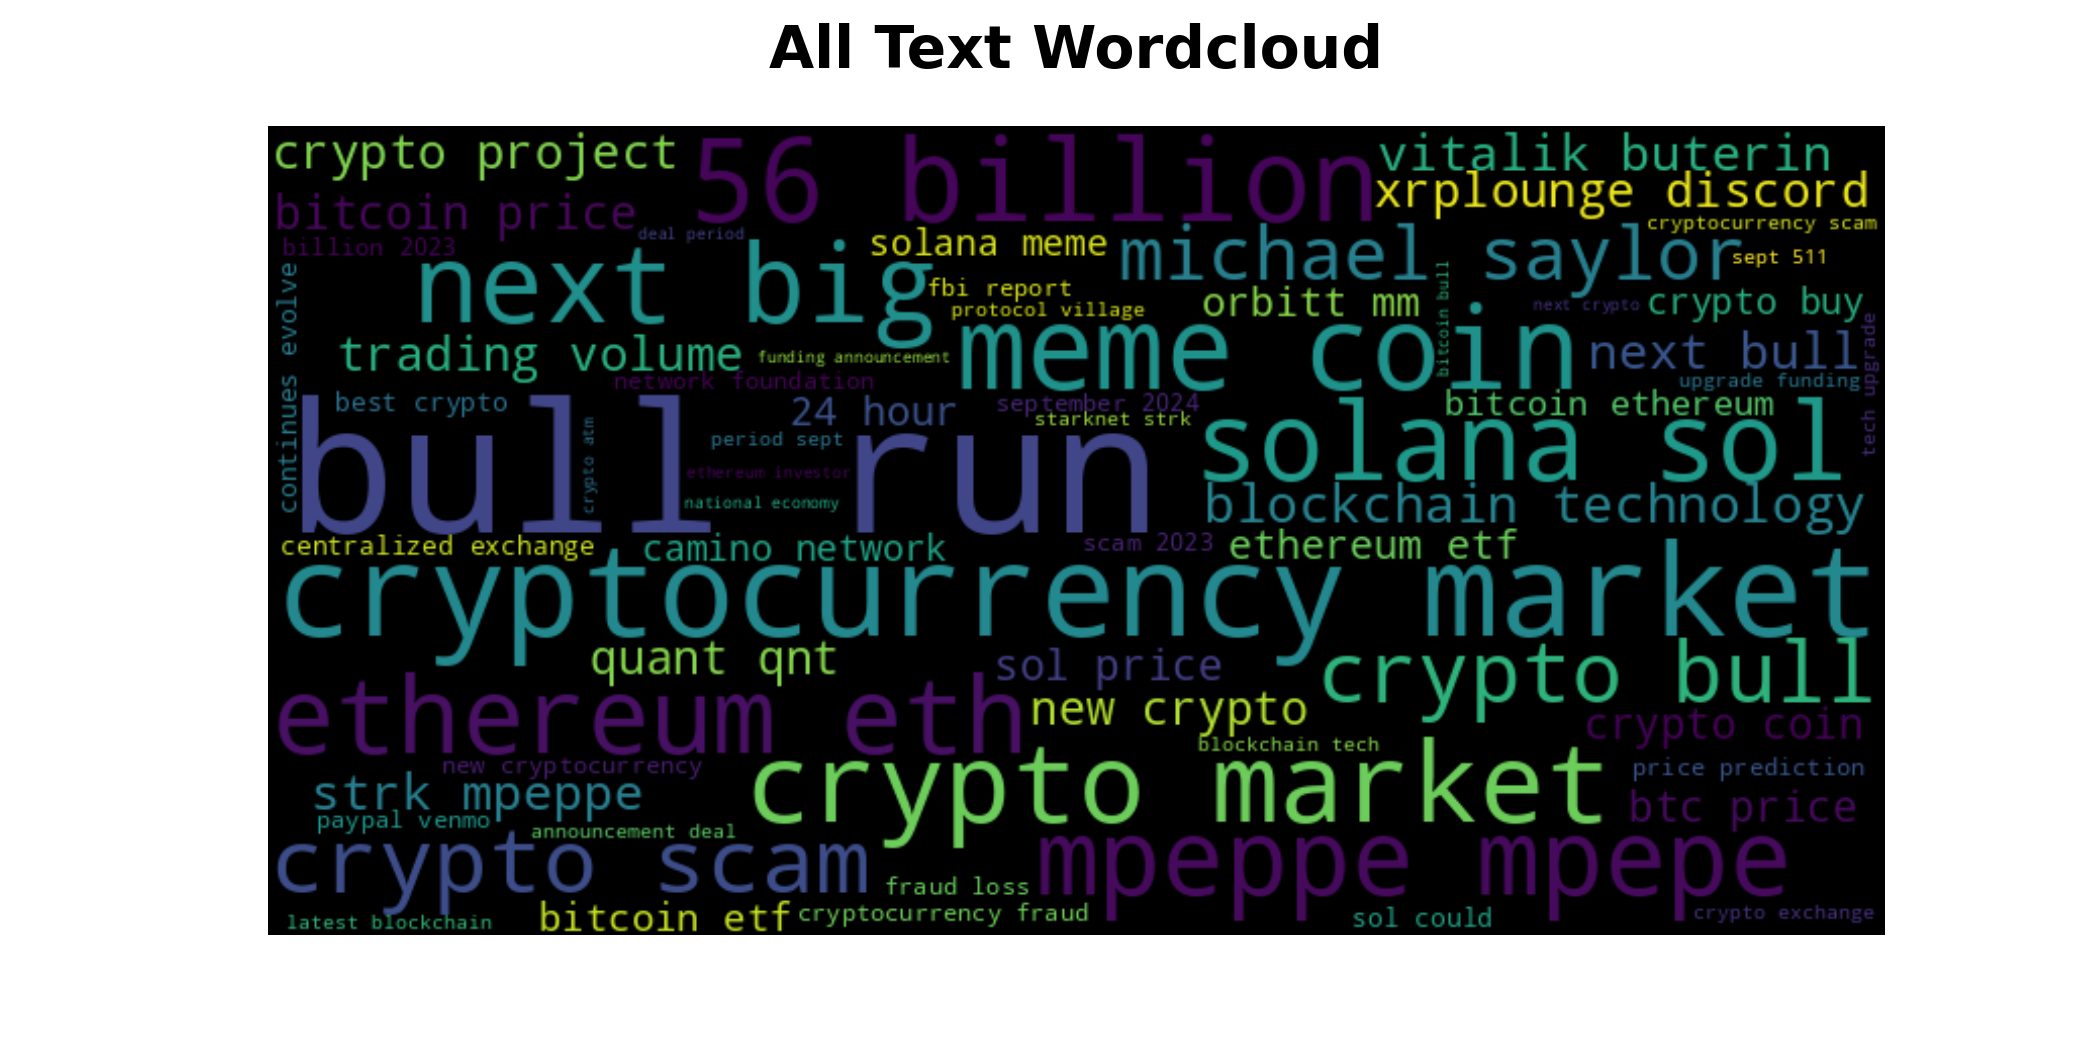 All Text Wordcloud
crypto project
56 billion
vitalik buterin
xrplounge discord
bitcoin price
deal period
cryptocurrency scam
billion 2023
solana meme
michael saylor
sept 511
next big
continues evolve
fbi report
protocol village
orbitt mm
bitcoin bull
next crypto
crypto buy
trading volume
funding announcement
meme coin
next bull
tech upgrade
network foundation
upgrade funding
best crypto
24 hour
september 2024
starknet strk
bitcoin ethereum
bull run
crypto atm
period sept
ethereum investor
national economy
solana sol
blockchain technology
centralized exchange
camino network
scam 2023
ethereum etf
cryptocurrency market
quant qnt
sol price
crypto bull
ethereum eth
new crypto
crypto coin
blockchain tech
new cryptocurrency
crypto market
price prediction
strk mpeppe
btc price
paypal venmo
announcement deal
crypto scam
mpeppe mpepe
fraud loss
latest blockchain
bitcoin etf
cryptocurrency fraud
sol could
crypto exchange